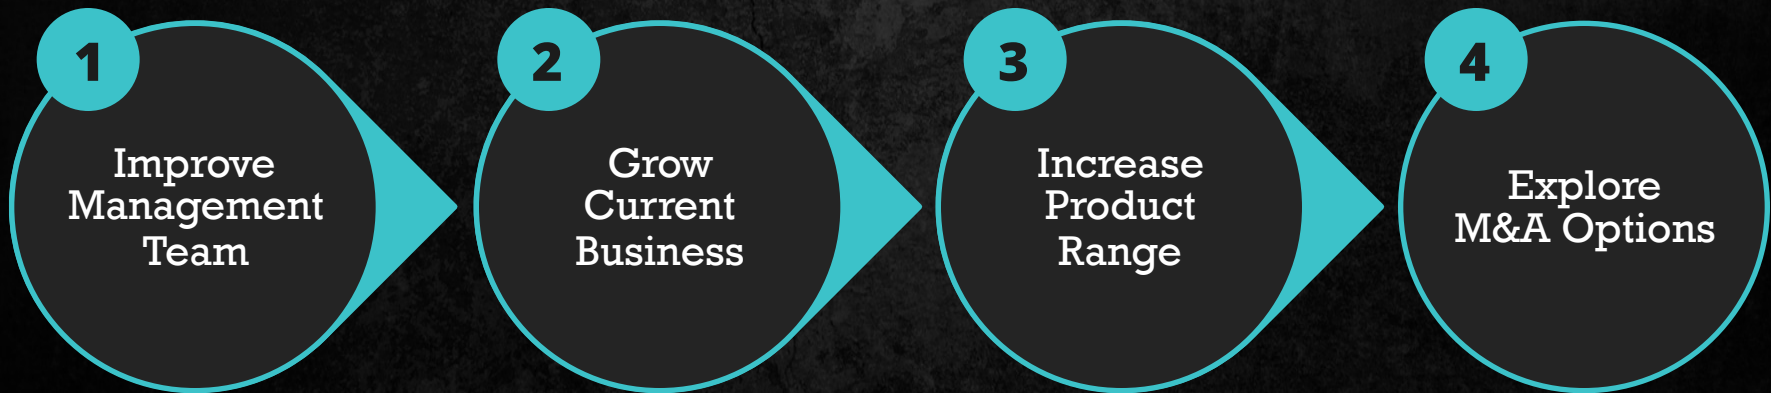 1
Improve
Management
Team
2
Grow
Current
Business
3
Increase
Product
Range
4
Explore
M&A Options